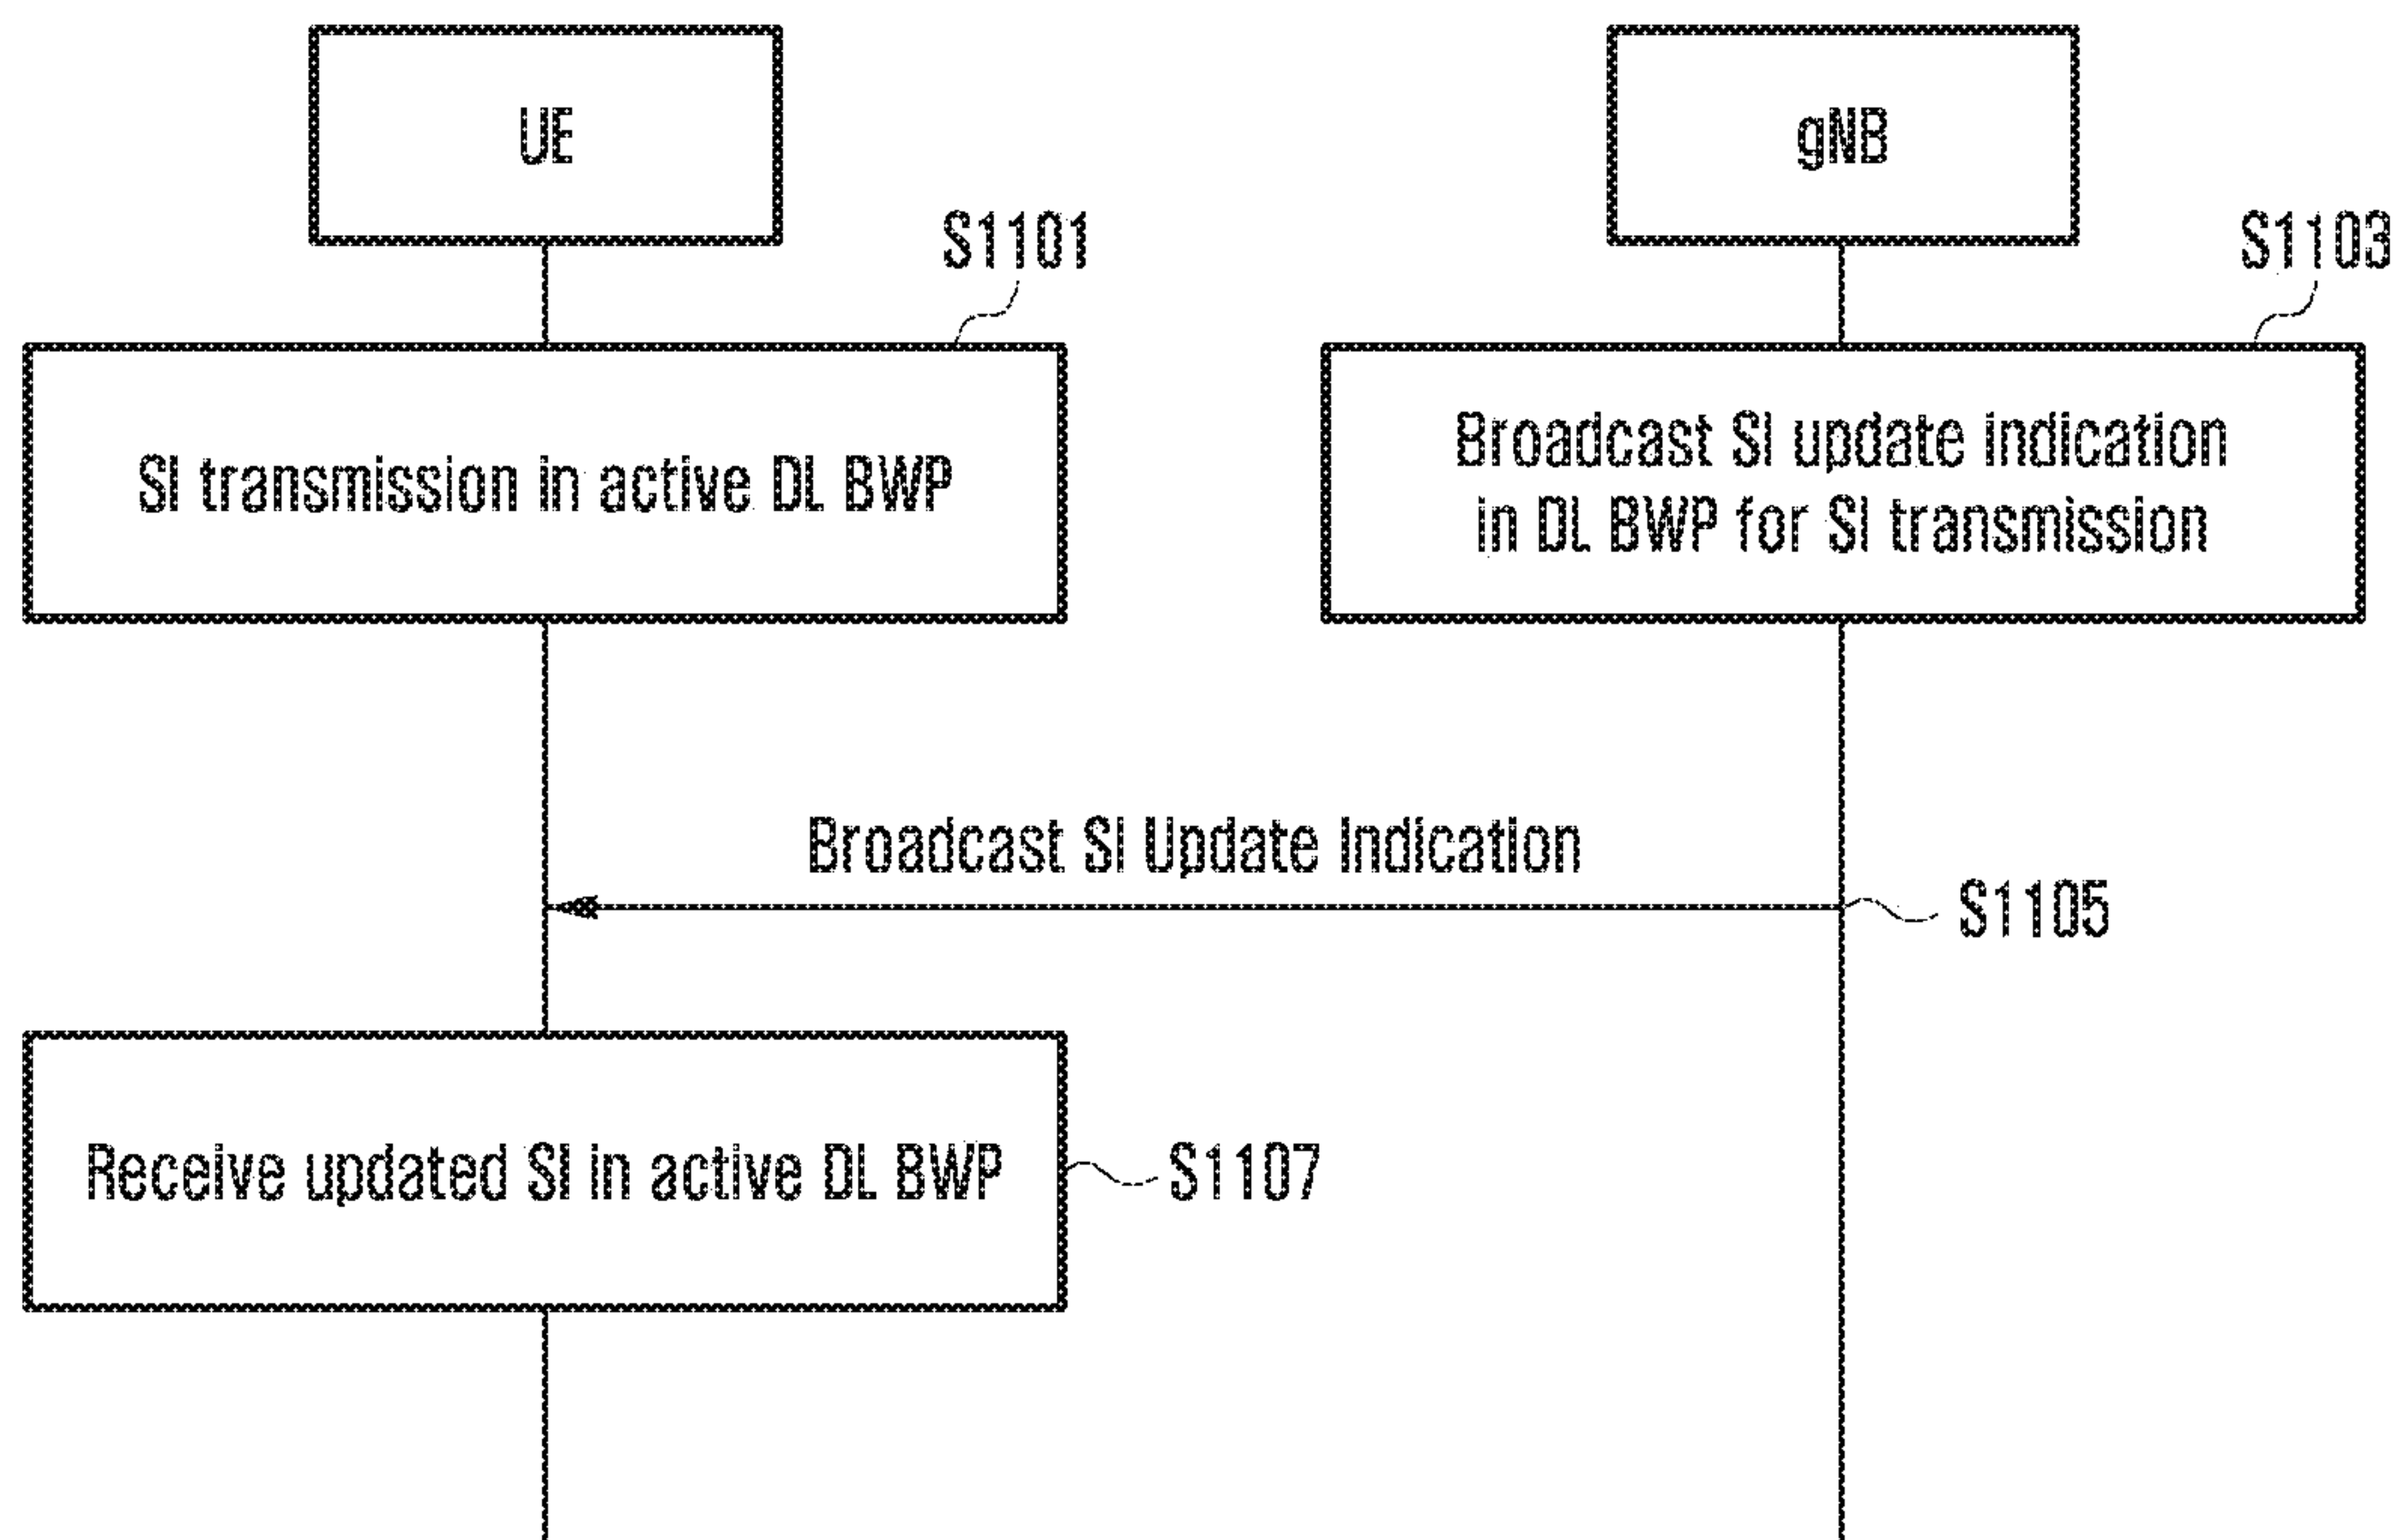 UE
gNB
S1101
S1103
SI transmission in active DL BWP
Broadcast SI update indication
in DL BWP for SI transmission
Broadcast SI Update Indication
S1105
Receive updated SI in active DL BWP
S1107